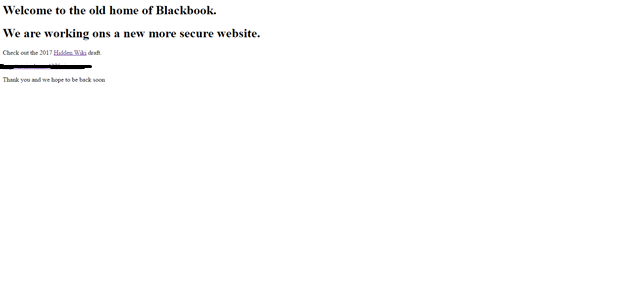 Welcome to the old home of Blackbook.
We are working ons a new more secure website.
Check out the 2017 Hidden Wiki draft
Thank you and we hope to be back soon